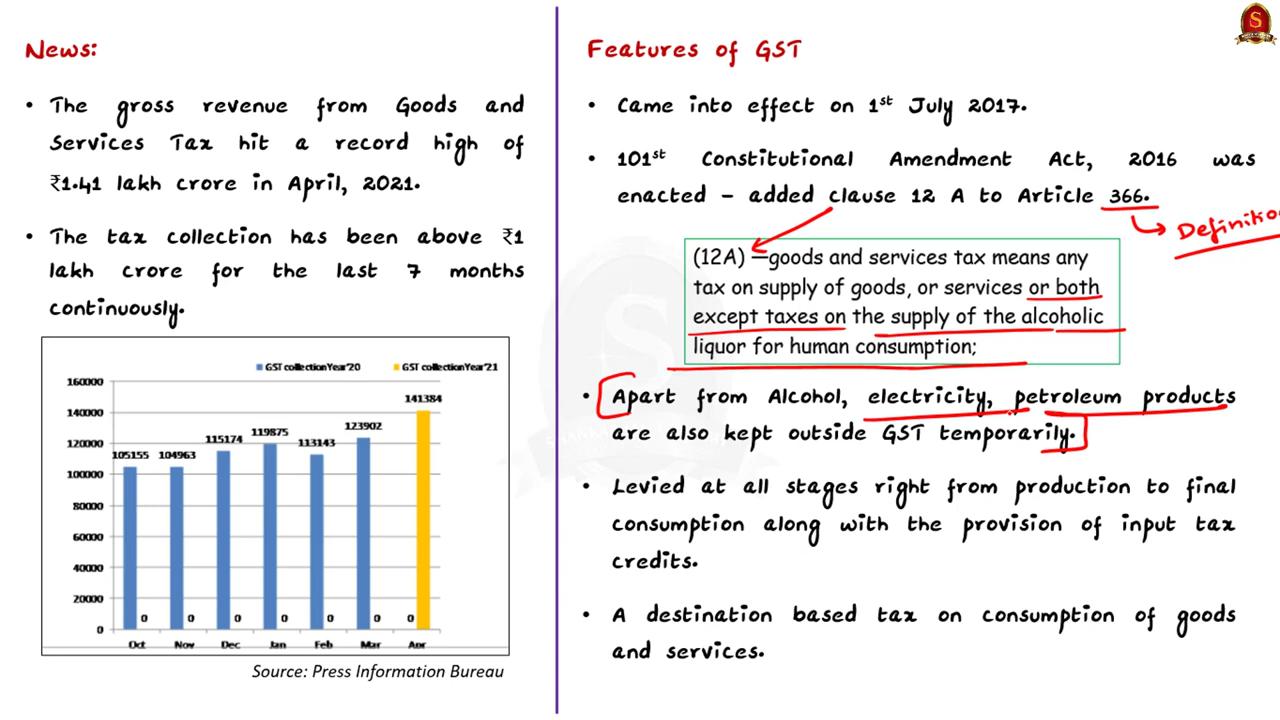 News:
• The gross revenue from Goods and
Services Tax hit a record high of
₹1.41 lakh crore in April, 2021.
• The tax collection has been above ₹1
lakh crore for the last 7 months
continuously.
GST collection Year'20 GST collection Year'21
160000
140000
120000
100000
80000
60000
40000
20000
0
105155 104963 115174 119875 113143 123902 141384
0 0 0 0 0 0 0
Oct Nov Dec Jan Feb Mar Apr
Source: Press Information Bureau
Features of GST
• Came into effect on 1st July 2017.
• 101st Constitutional Amendment Act, 2016 was
enacted – added clause 12 A to Article 366.
Definition
(12A) —goods and services tax means any
tax on supply of goods, or services or both
except taxes on the supply of the alcoholic
liquor for human consumption;
• Apart from Alcohol, electricity, petroleum products
are also kept outside GST temporarily.
• Levied at all stages right from production to final
consumption along with the provision of input tax
credits.
• A destination based tax on consumption of goods
and services.
S